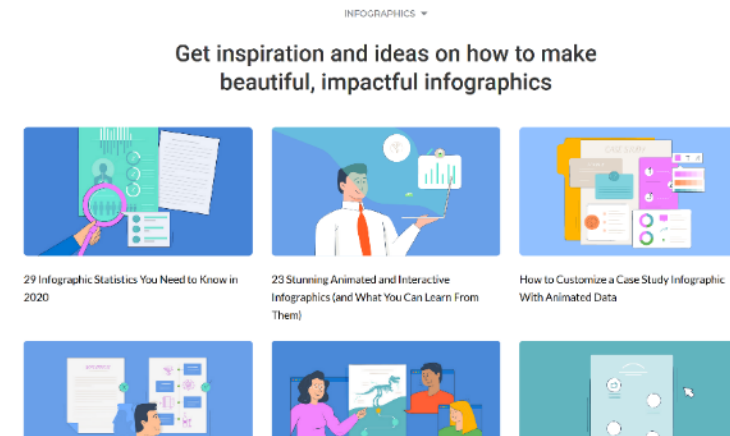 INFOGRAPHICS
Get inspiration and ideas on how to make
beautiful, impactful infographics
29 Infographic Statistics You Need to Know in
2020
23 Stunning Animated and Interactive
Infographics (and What You Can Learn From
Them)
How to Customize a Case Study Infographic
With Animated Data
CASE STUDY